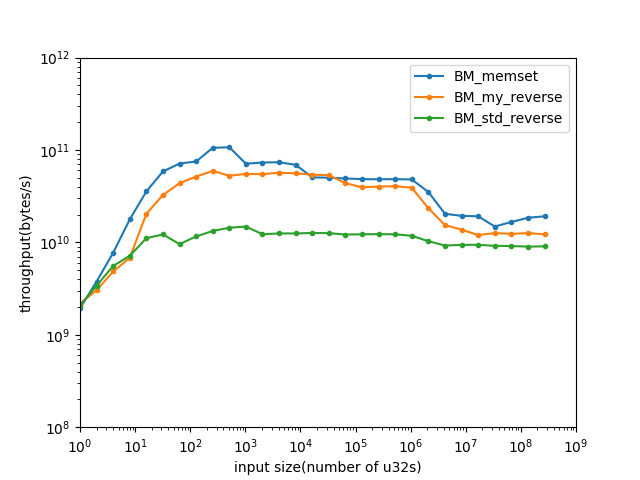 10^12
10^11
10^10
10^9
10^8
throughput(bytes/s)
BM_memset
BM_my_reverse
BM_std_reverse
10^0 10^1 10^2 10^3 10^4 10^5 10^6 10^7 10^8 10^9
input size(number of u32s)